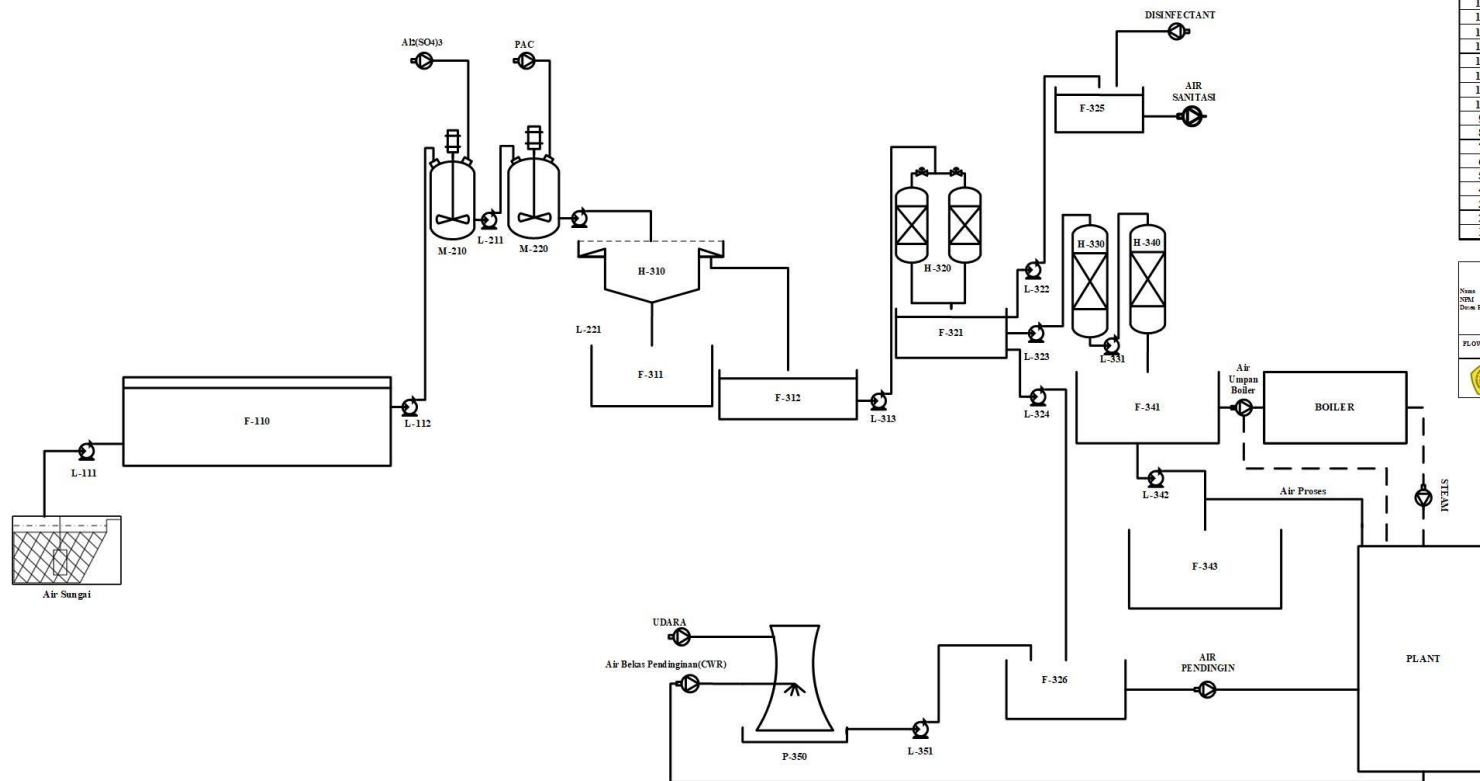 DISINFECTANT
Al2(SO4)3
PAC
AIR
SANITASI
F-325
M-210
L-211
M-220
H-310
H-320
L-322
H-330
H-340
L-221
F-311
F-321
L-323
L-331
F-110
L-112
F-312
L-313
L-324
F-341
Air
Umpan
Boiler
BOILER
L-111
L-342
Air Proses
STEAM
Air Sungai
F-343
UDARA
Air Bekas Pendinginan(CWR)
F-326
AIR
PENDINGIN
PLANT
P-350
L-351
Nama
NPM